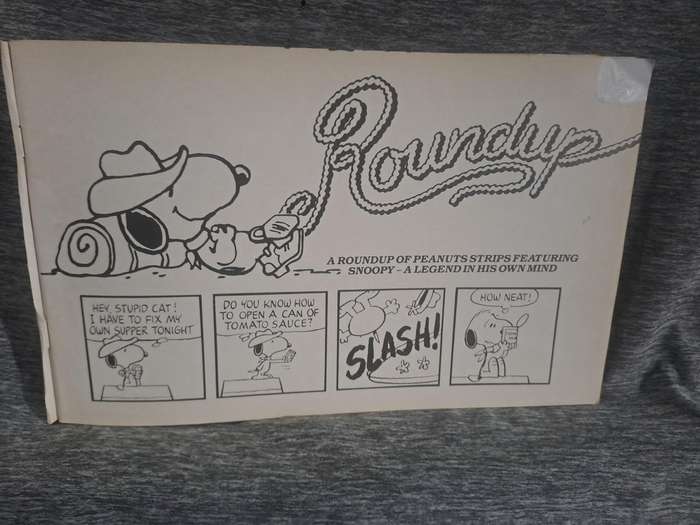 Roundup
A ROUNDUP OF PEANUTS STRIPS FEATURING
SNOOPY – A LEGEND IN HIS OWN MIND
HEY, STUPID CAT!
I HAVE TO FIX MY
OWN SUPPER TONIGHT
DO YOU KNOW HOW
TO OPEN A CAN OF
TOMATO SAUCE?
SLASH!
HOW NEAT!